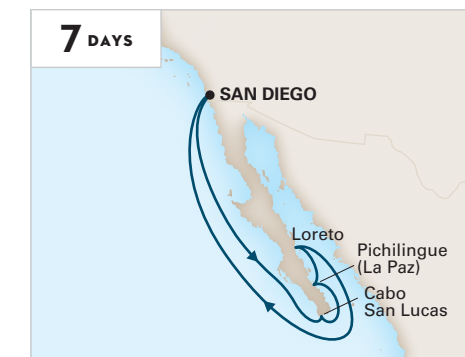 7 DAYS
SAN DIEGO
Loreto
Pichilingue
(La Paz)
Cabo
San Lucas